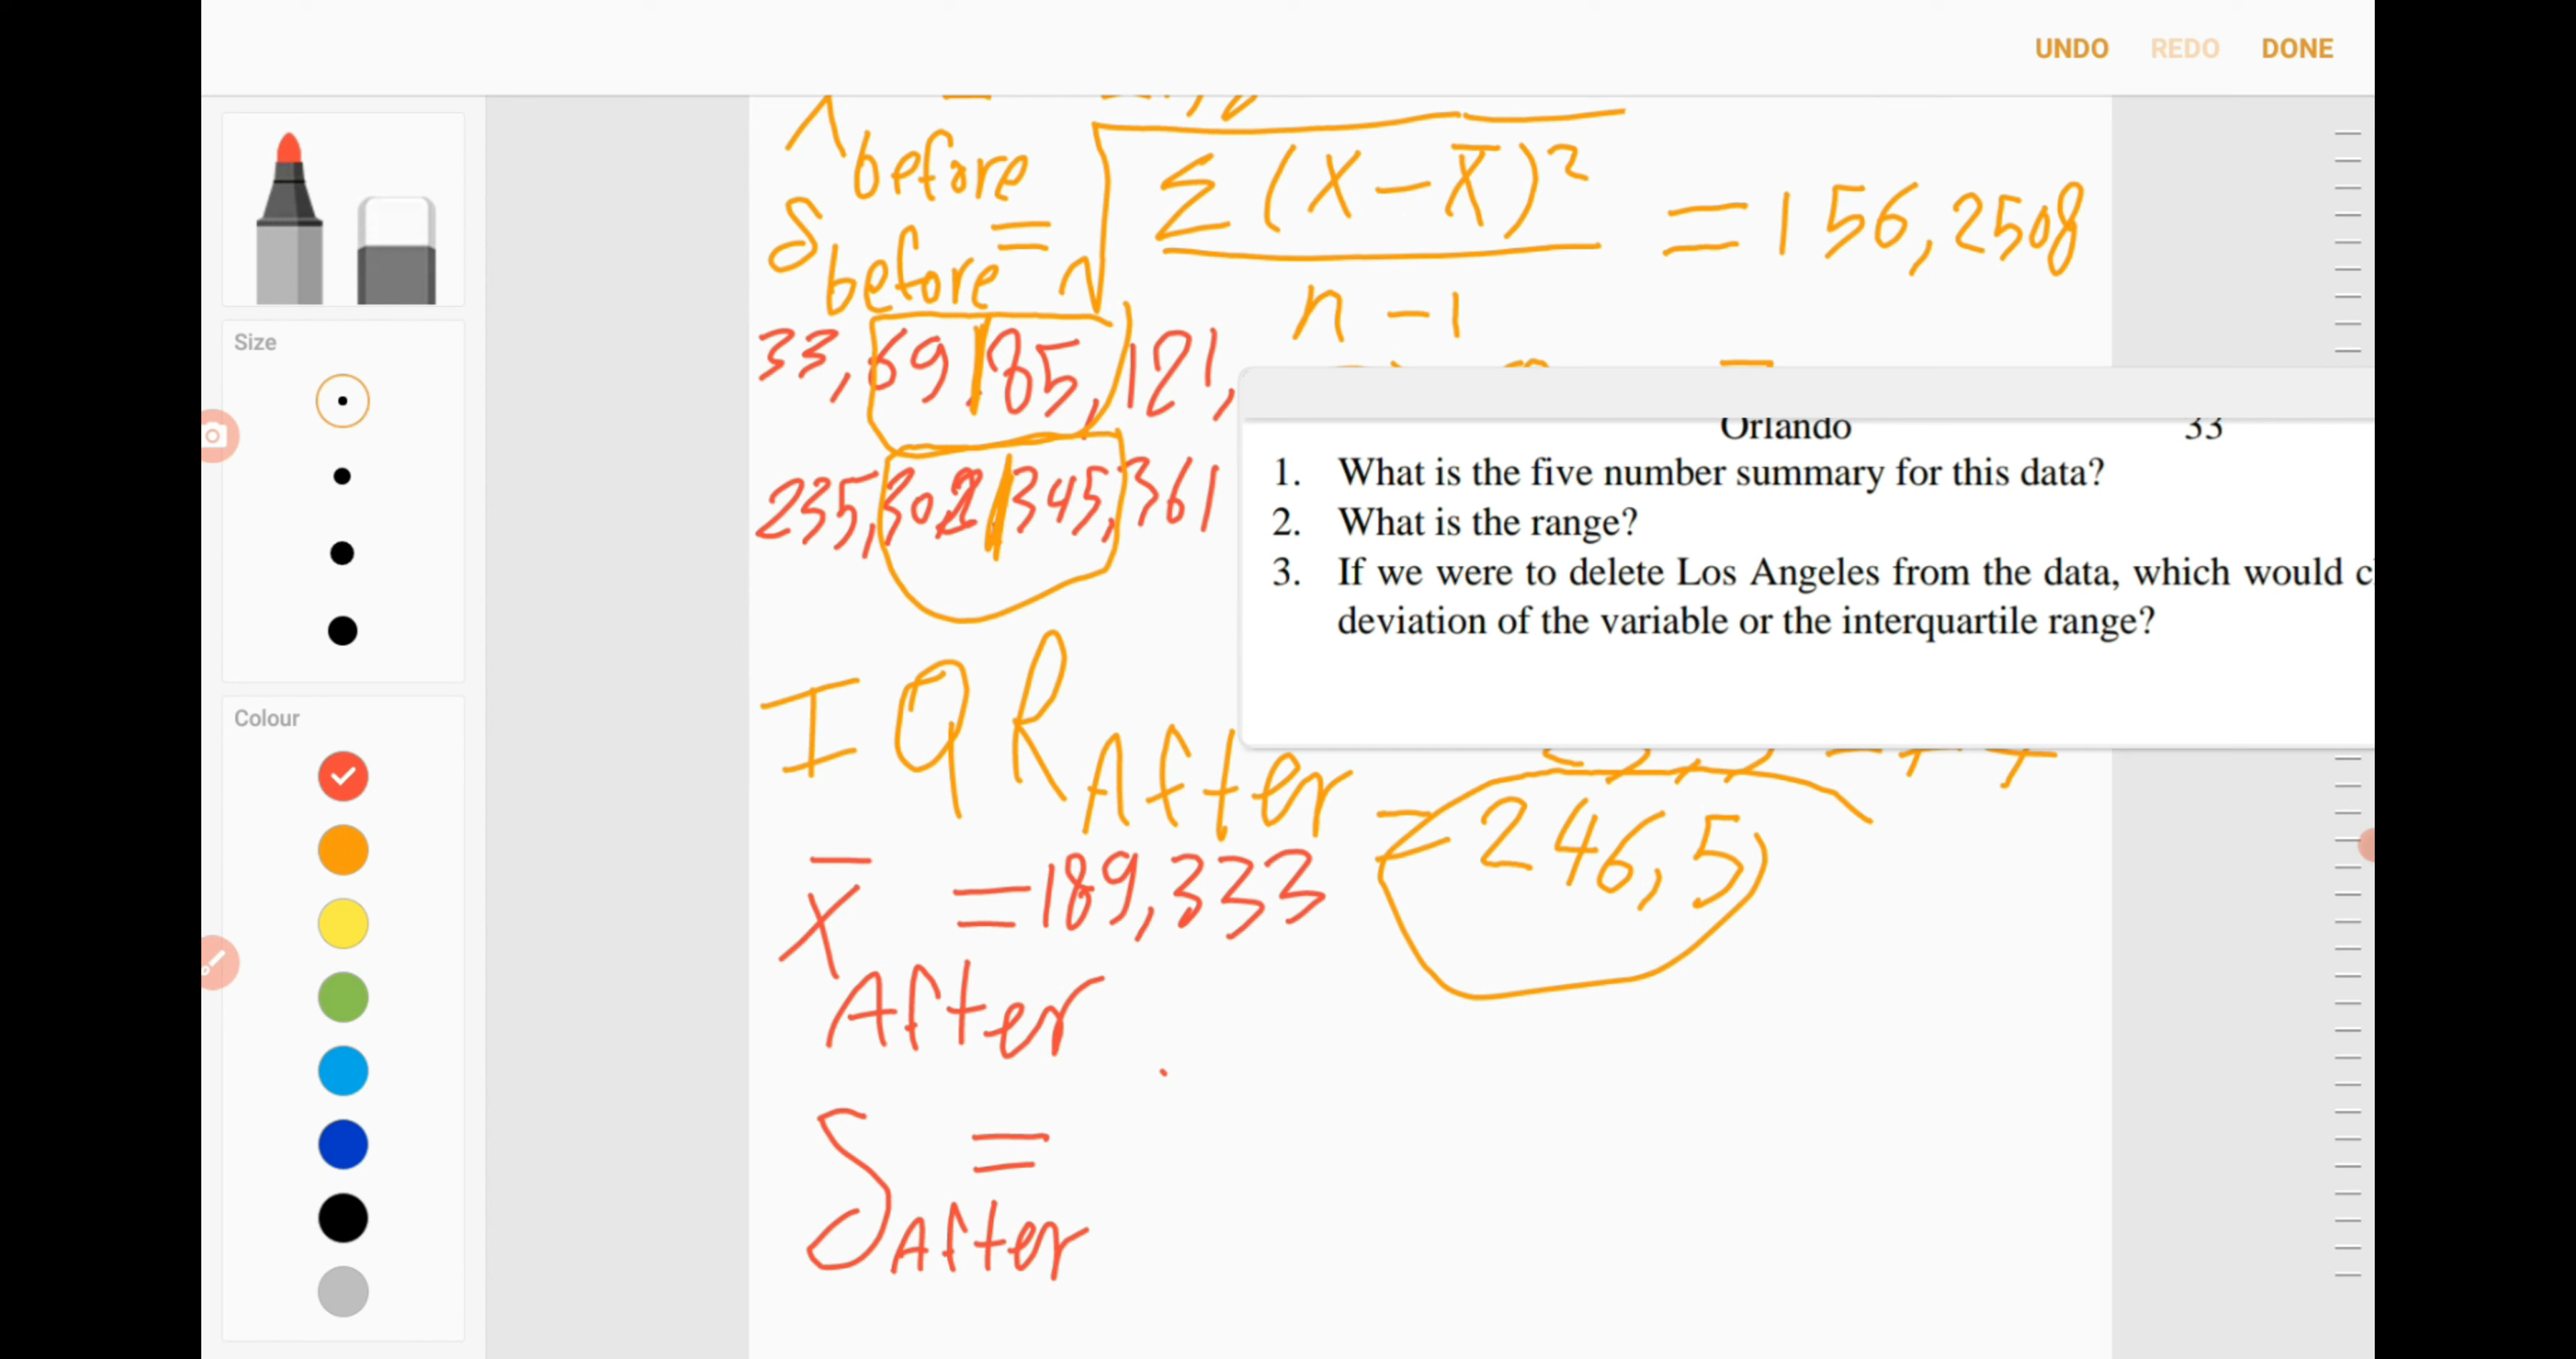 UNDO REDO DONE
before
S before = √ Σ (X − X̅)² / n − 1 = 156,2508
Size
33, 69, 85, 121,
Orlando 33
1. What is the five number summary for this data?
235, 302, 345, 361
2. What is the range?
3. If we were to delete Los Angeles from the data, which would c
deviation of the variable or the interquartile range?
Colour
IQR After = 246,5
X̅ After = 189,333
S After =